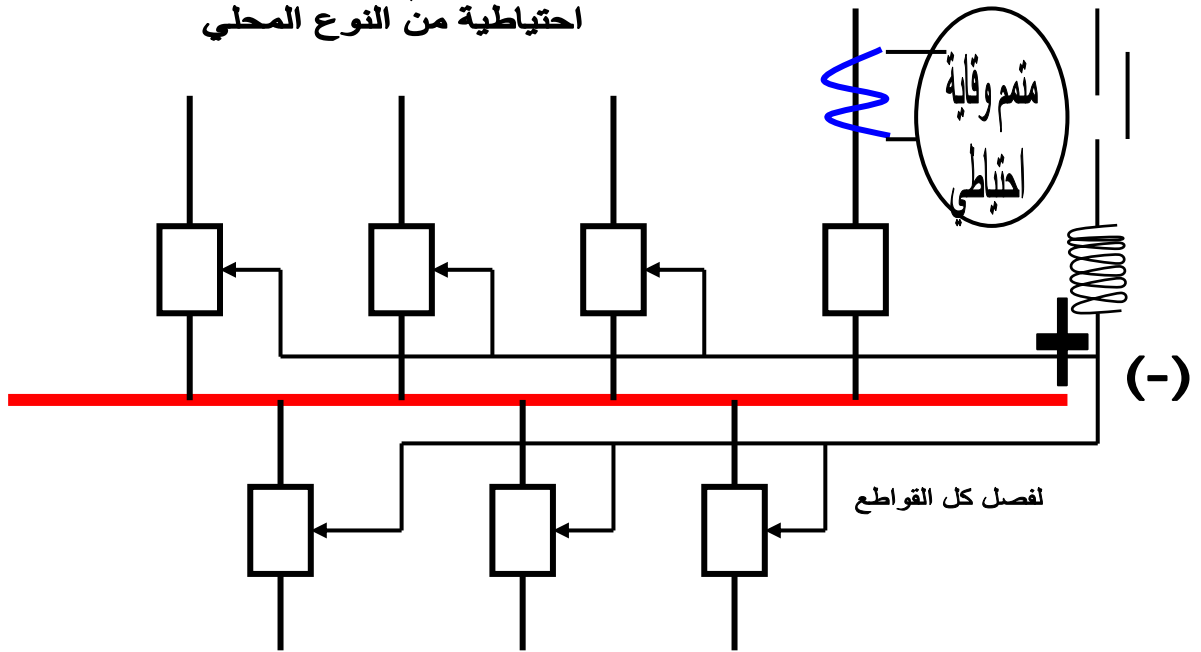 احتياطية من النوع المحلي
متمم وقاية
احتياطي
+
(-)
لفصل كل القواطع